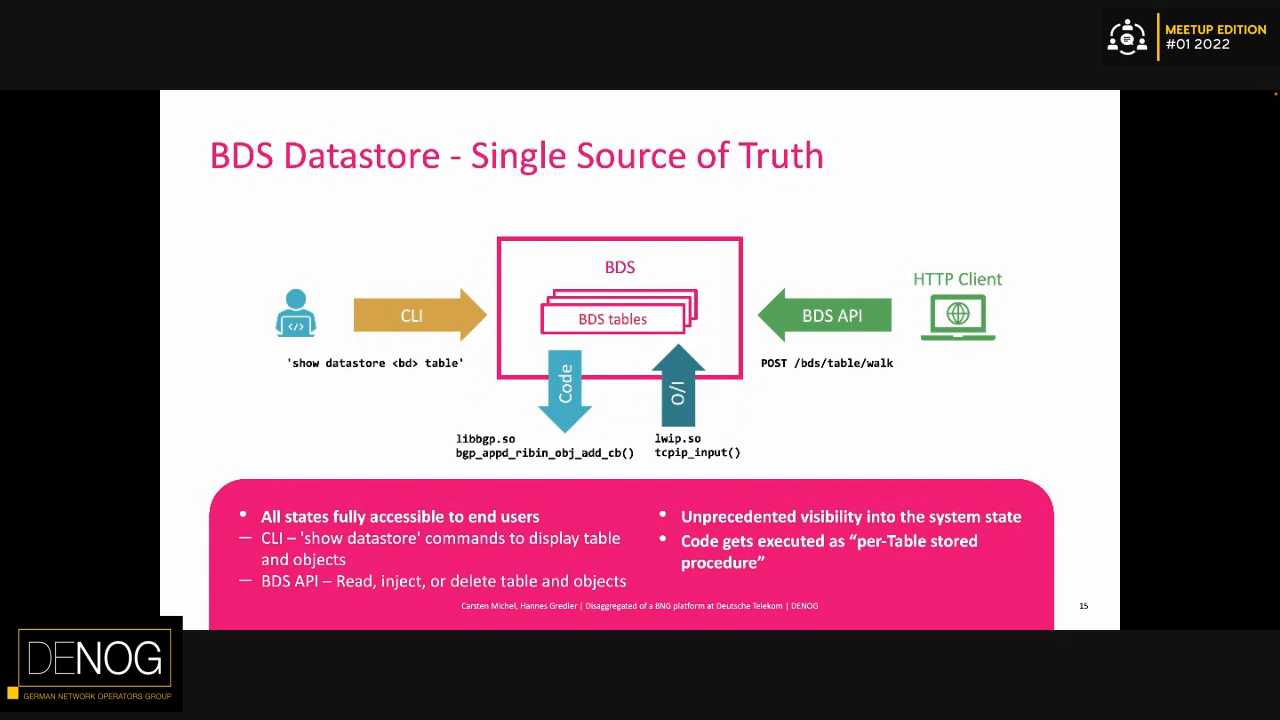 MEETUP EDITION
#01 2022
BDS Datastore - Single Source of Truth
BDS
HTTP Client
CLI
BDS tables
BDS API
'show datastore <bd> table'
POST /bds/table/walk
Code
I/O
libbgp.so
bgp_appd_ribin_obj_add_cb()
lwip.so
tcpip_input()
• All states fully accessible to end users
– CLI – 'show datastore' commands to display table
and objects
– BDS API – Read, inject, or delete table and objects
• Unprecedented visibility into the system state
• Code gets executed as “per-Table stored
procedure”
Carsten Michel, Hannes Gredler | Disaggregated of a BNG platform at Deutsche Telekom | DENOG
15
DENOG
GERMAN NETWORK OPERATORS GROUP